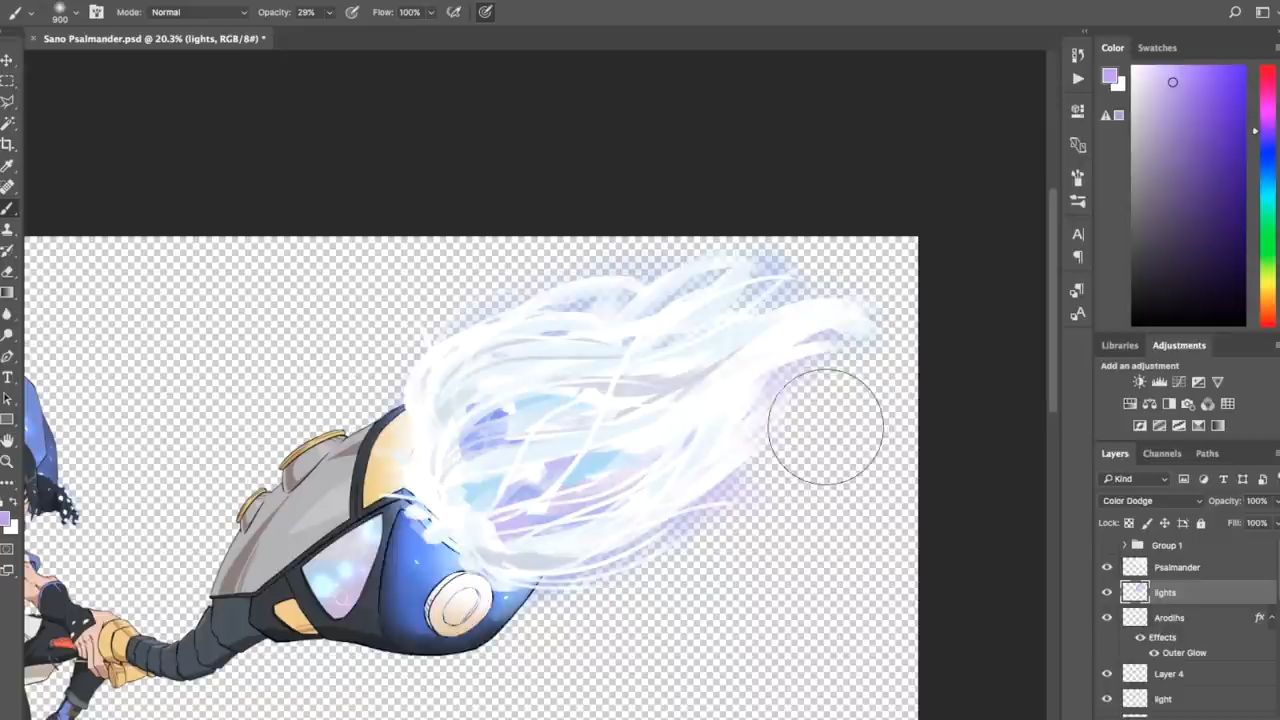 Mode: Normal Opacity: 29% Flow: 100%
900
× Sano Psalmander.psd @ 20.3% (lights, RGB/8#) *
Color Swatches
Libraries Adjustments
Add an adjustment
Layers Channels Paths
Kind
Color Dodge Opacity: 100%
Lock: Fill: 100%
Group 1
Psalmander
lights
Arodihs fx
Effects
Outer Glow
Layer 4
light